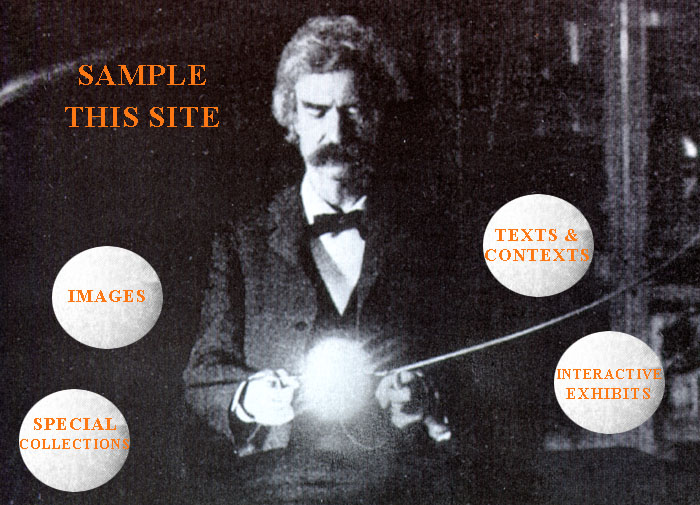 SAMPLE
THIS SITE
TEXTS &
CONTEXTS
IMAGES
INTERACTIVE
EXHIBITS
SPECIAL
COLLECTIONS